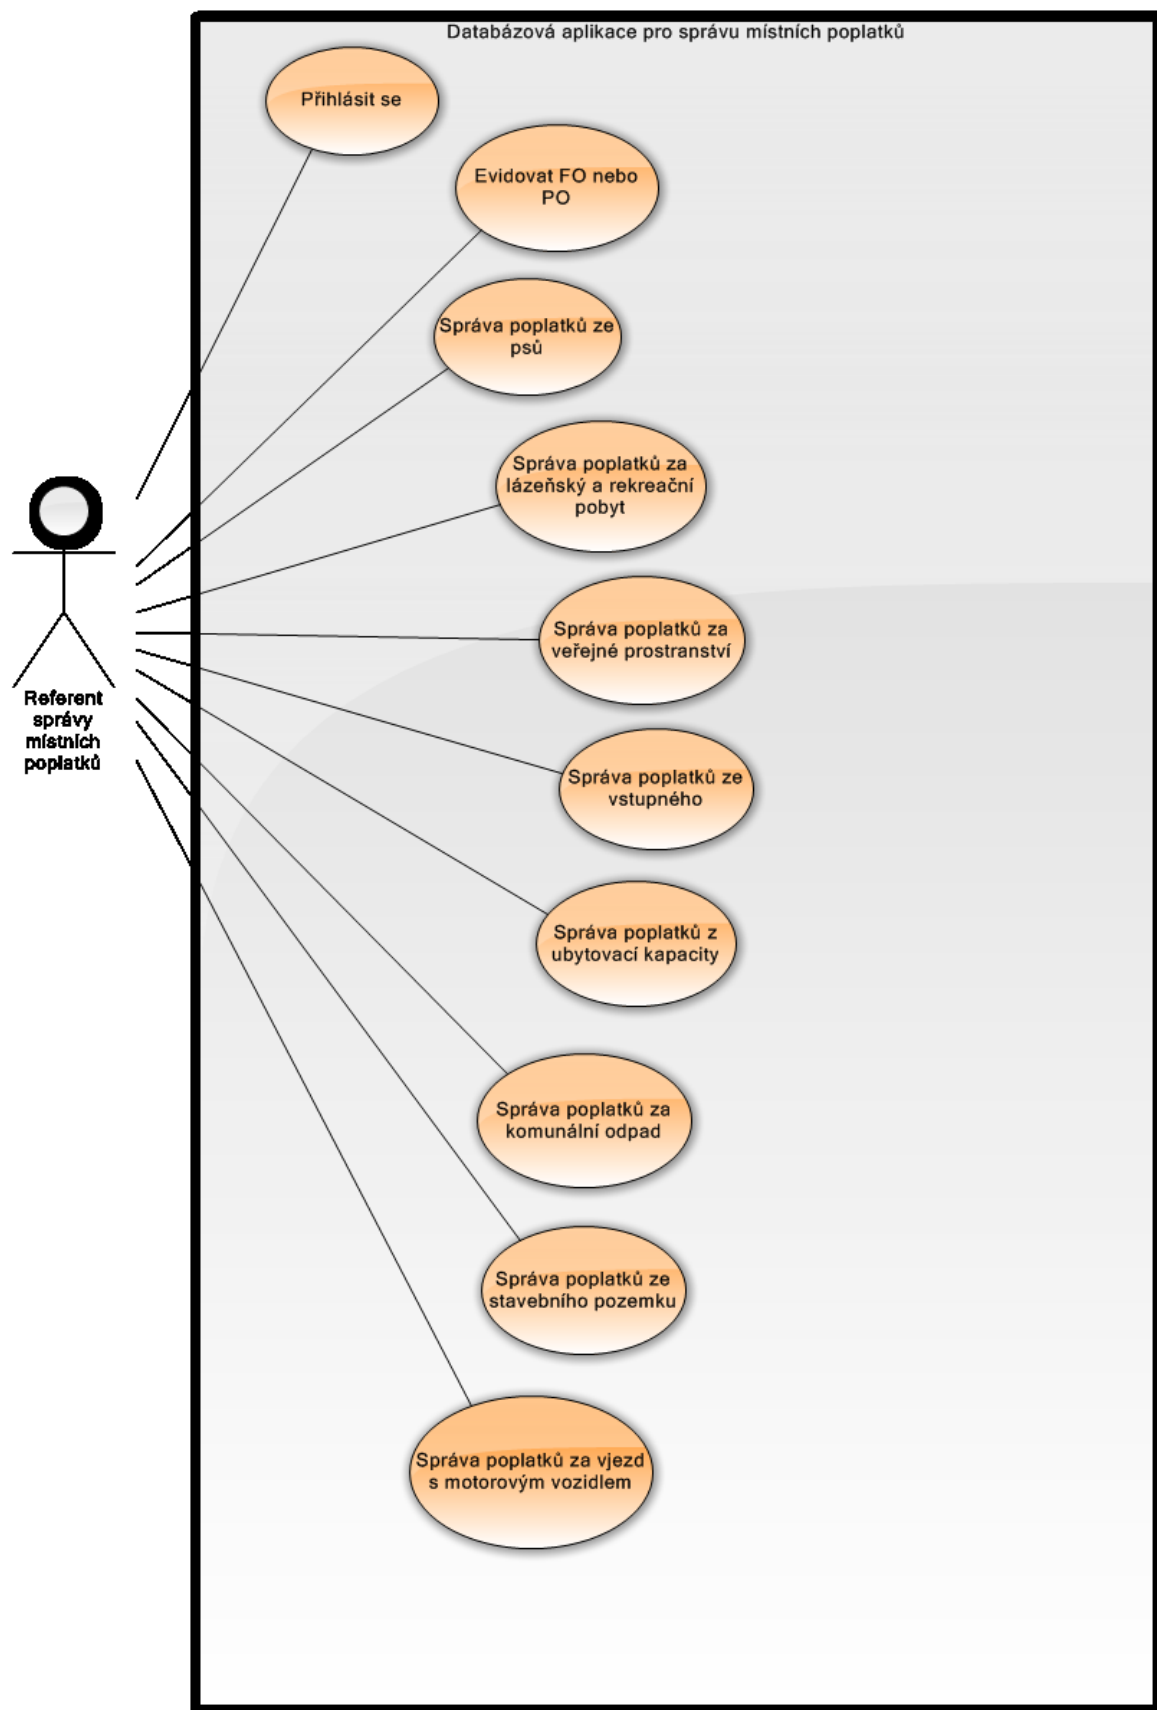 Databázová aplikace pro správu místních poplatků
Přihlásit se
Evidovat FO nebo
PO
Správa poplatků ze
psů
Správa poplatků za
lázeňský a rekreační
pobyt
Správa poplatků za
veřejné prostranství
Referent
správy
místních
poplatků
Správa poplatků ze
vstupného
Správa poplatků z
ubytovací kapacity
Správa poplatků za
komunální odpad
Správa poplatků ze
stavebního pozemku
Správa poplatků za vjezd
s motorovým vozidlem